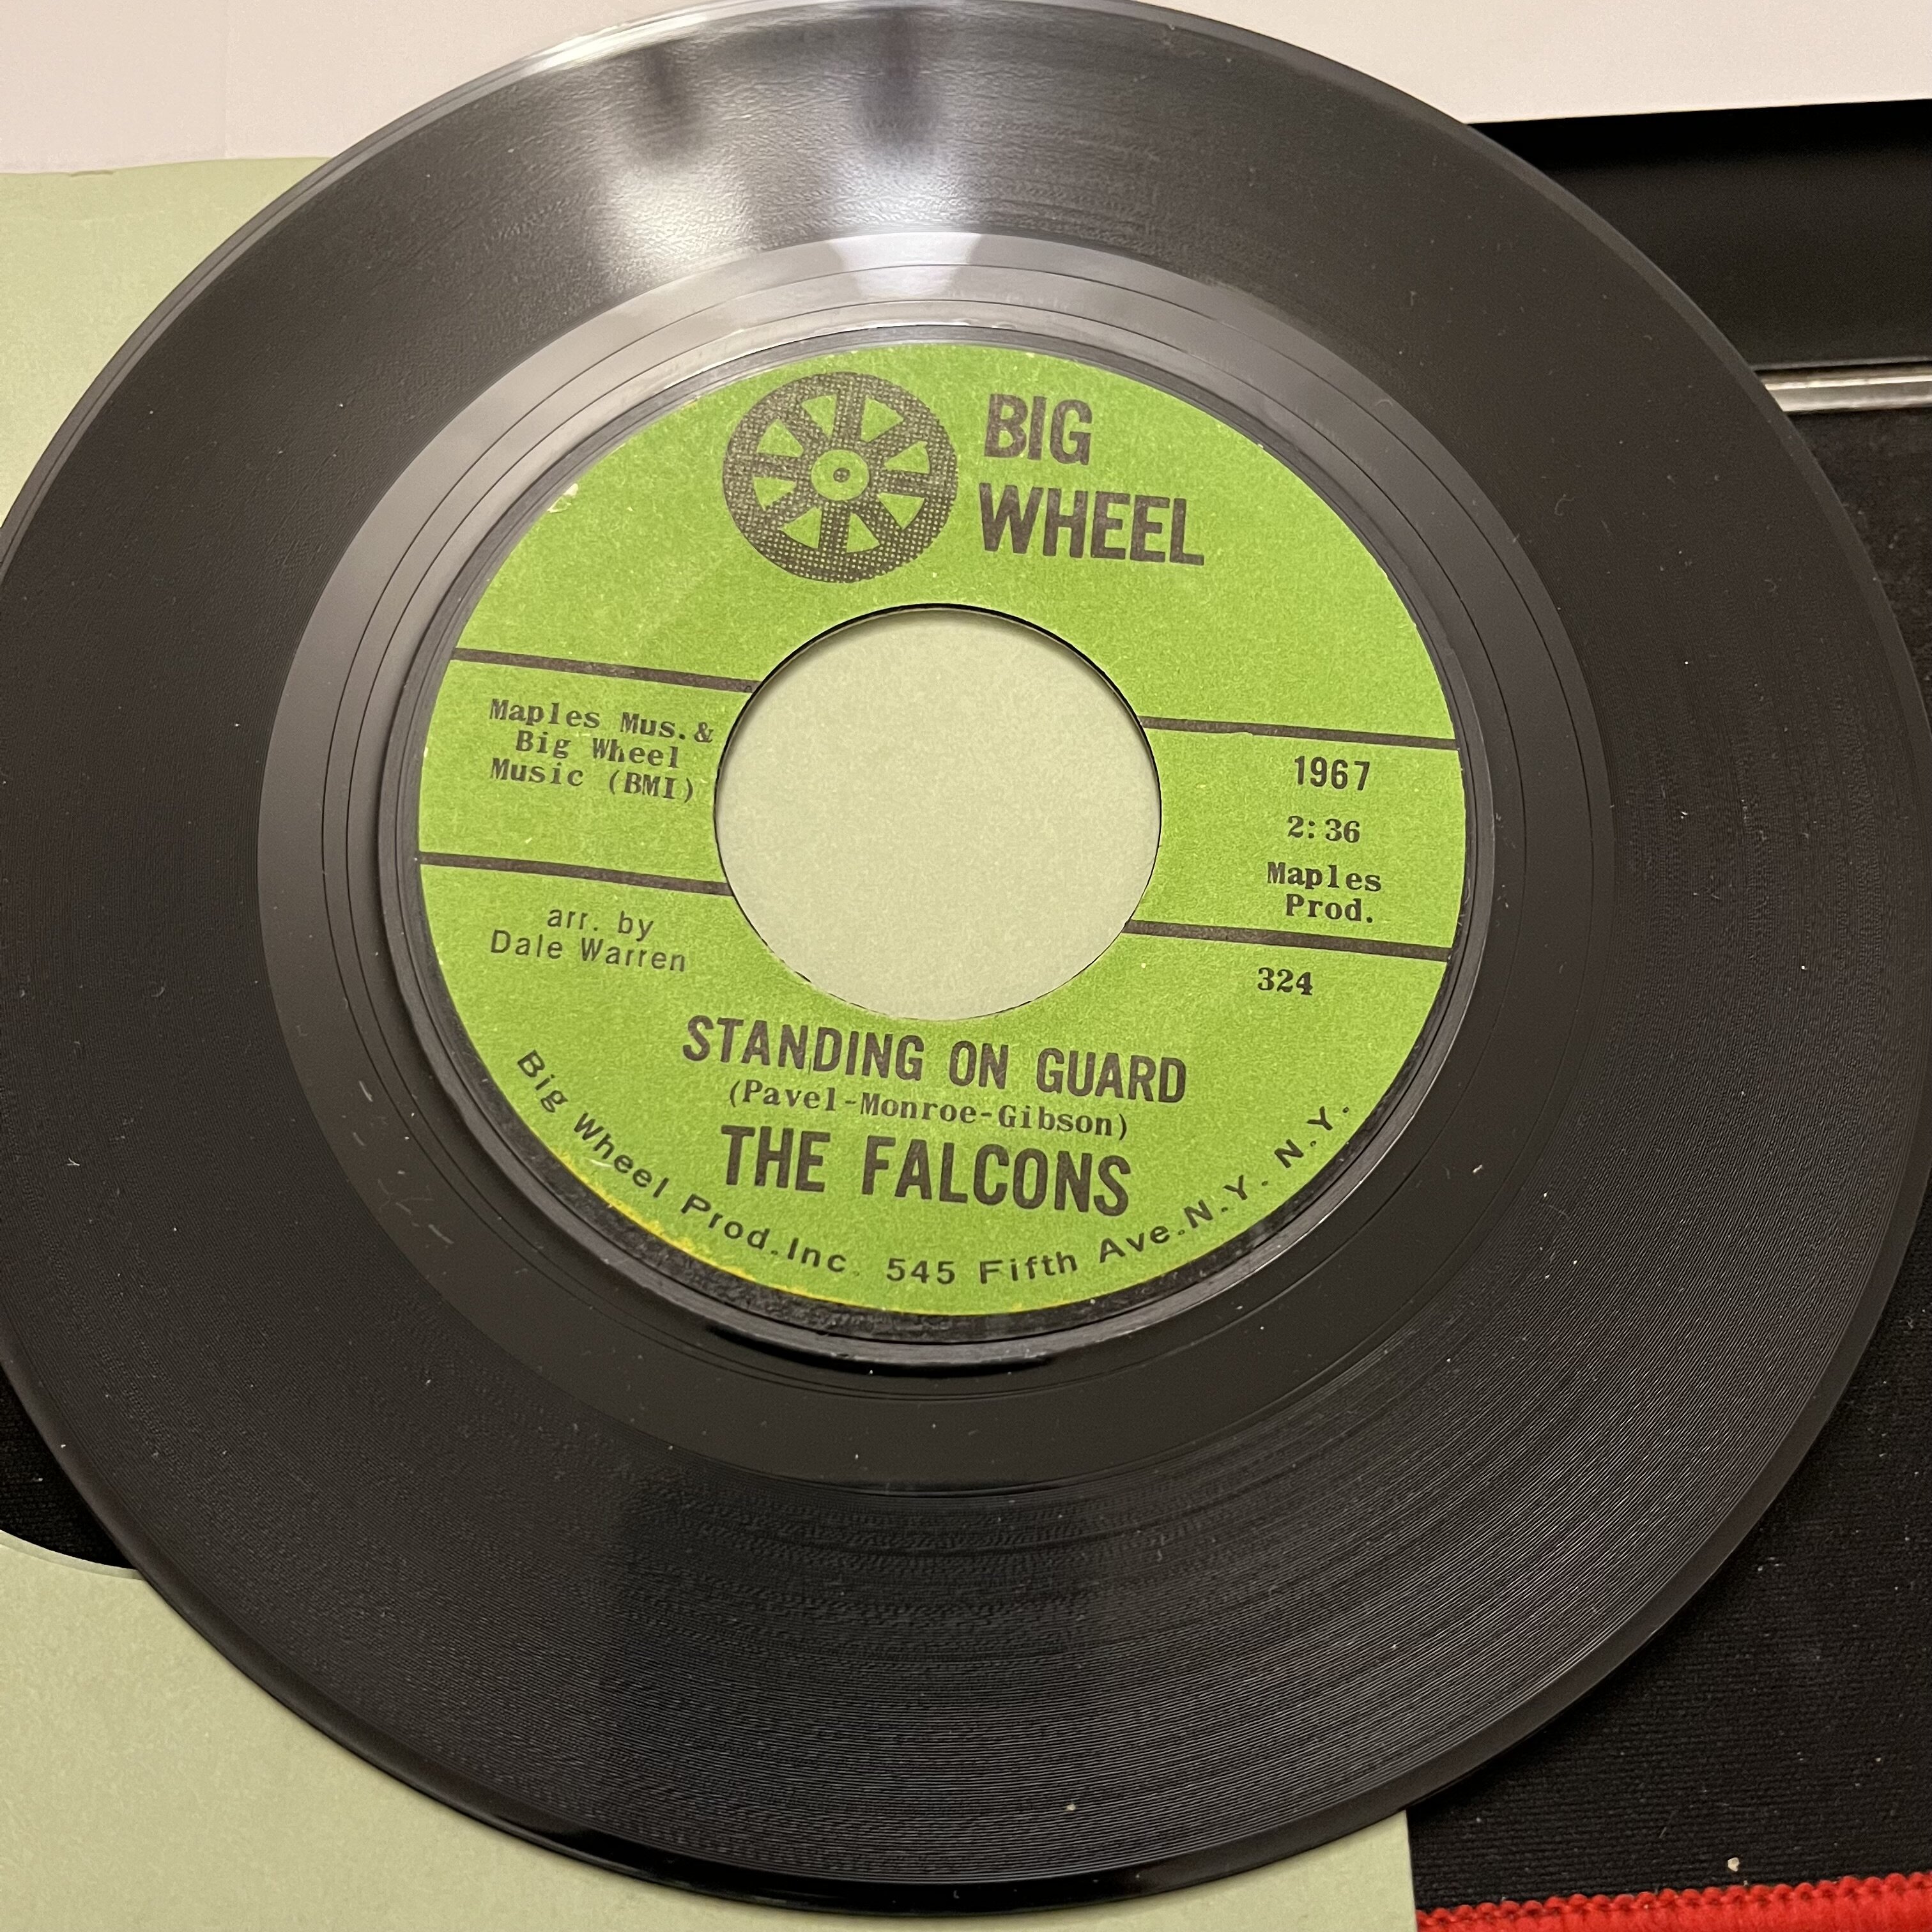 BIG
WHEEL
Maples Mus.&
Big Wheel
Music (BMI)
1967
2:36
Maples
Prod.
arr. by
Dale Warren
324
STANDING ON GUARD
(Pavel-Monroe-Gibson)
THE FALCONS
Big Wheel Prod.Inc. 545 Fifth Ave.N.Y. N.Y.